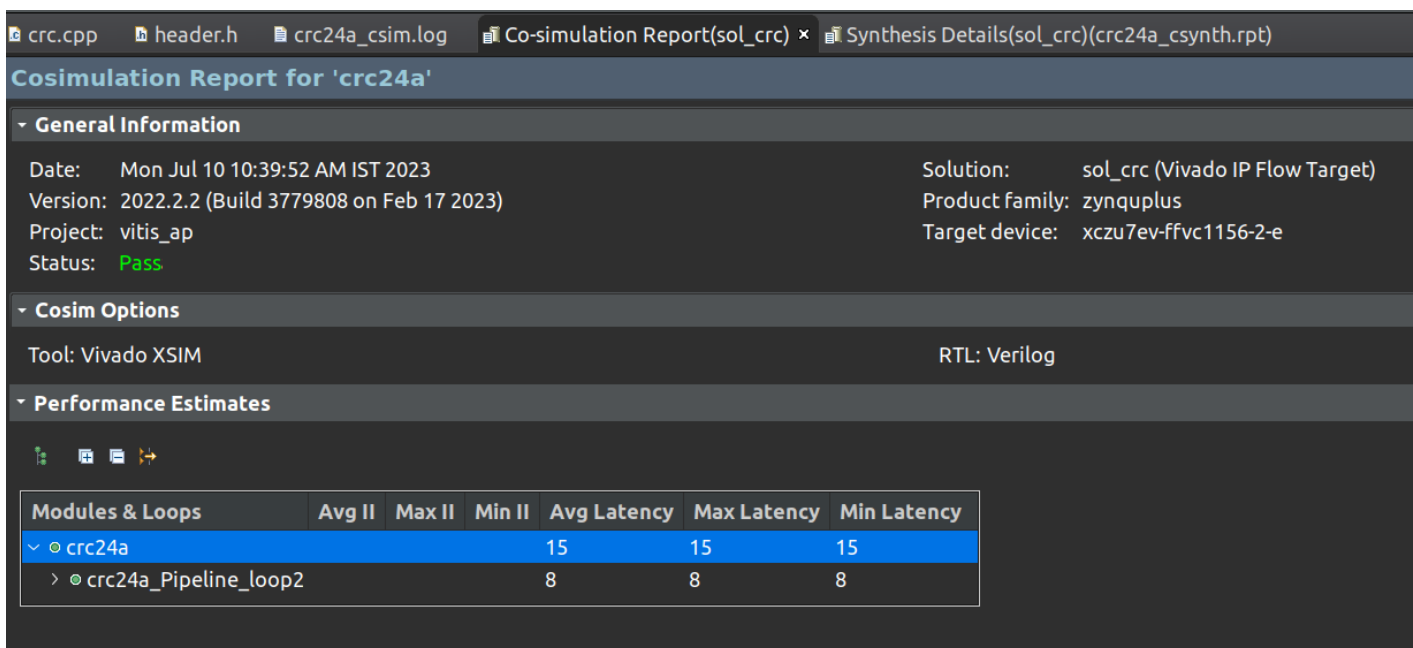 crc.cpp header.h crc24a_csim.log Co-simulation Report(sol_crc) × Synthesis Details(sol_crc)(crc24a_csynth.rpt)
Cosimulation Report for 'crc24a'
General Information
Date: Mon Jul 10 10:39:52 AM IST 2023 Solution: sol_crc (Vivado IP Flow Target)
Version: 2022.2.2 (Build 3779808 on Feb 17 2023) Product family: zynquplus
Project: vitis_ap Target device: xczu7ev-ffvc1156-2-e
Status: Pass
Cosim Options
Tool: Vivado XSIM RTL: Verilog
Performance Estimates
Modules & Loops Avg II Max II Min II Avg Latency Max Latency Min Latency
crc24a 15 15 15
crc24a_Pipeline_loop2 8 8 8